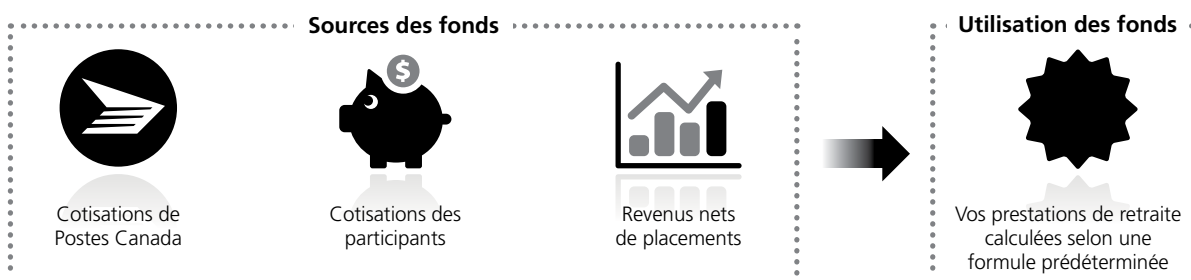 Sources des fonds
Utilisation des fonds
$
Cotisations de
Postes Canada
Cotisations des
participants
Revenus nets
de placements
Vos prestations de retraite
calculées selon une
formule prédéterminée